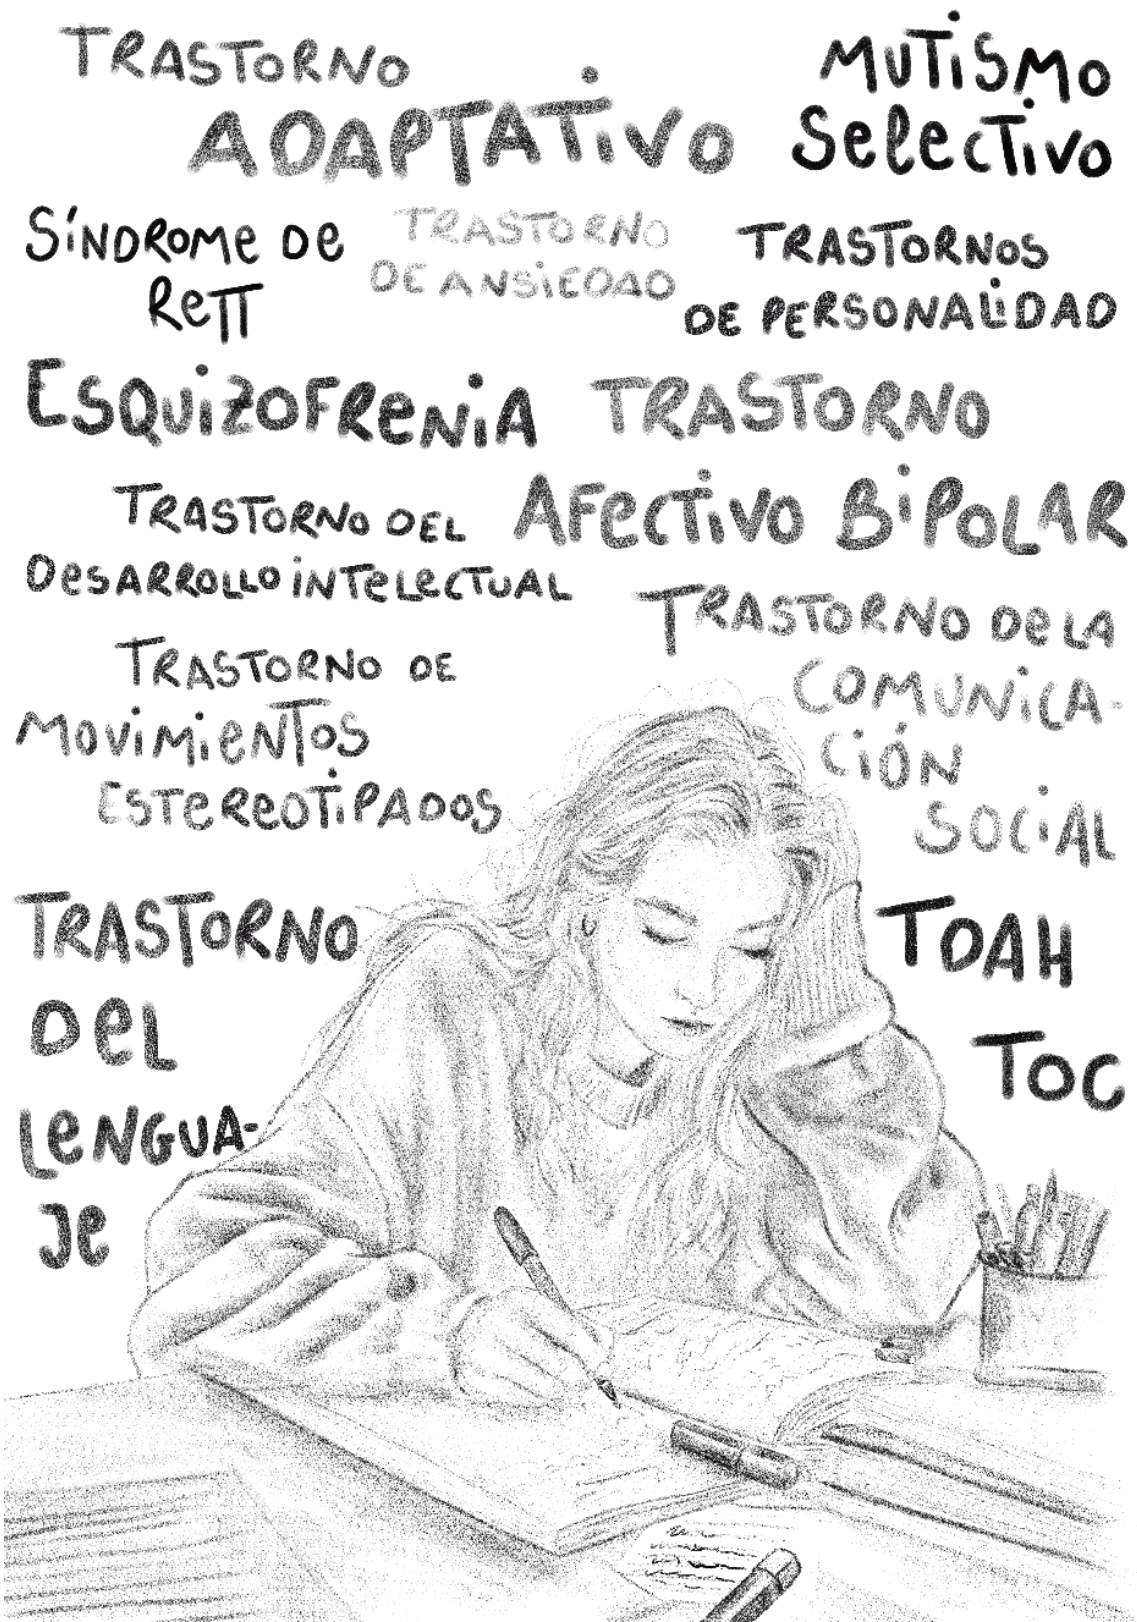 TRASTORNO
ADAPTATIVO
MUTISMO
SELECTIVO
SÍNDROME DE
RETT
TRASTORNO
DE ANSIEDAD
TRASTORNOS
DE PERSONALIDAD
ESQUIZOFRENIA
TRASTORNO
AFECTIVO BIPOLAR
TRASTORNO DEL
DESARROLLO INTELECTUAL
TRASTORNO DE LA
COMUNICA-
CIÓN
SOCIAL
TRASTORNO DE
MOVIMIENTOS
ESTEREOTIPADOS
TRASTORNO
DEL
LENGUA-
JE
TDAH
TOC